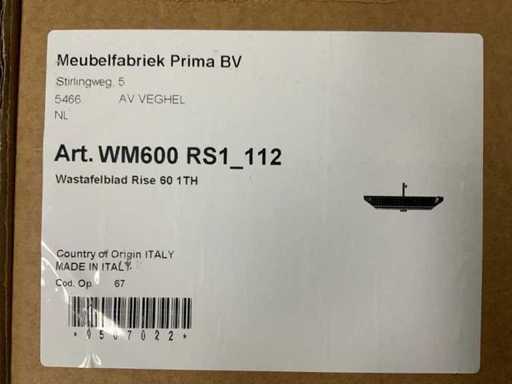 Meubelfabriek Prima BV
Stirlingweg, 5
5466 AV VEGHEL
NL
Art. WM600 RS1_112
Wastafelblad Rise 60 1TH
Country of Origin ITALY
MADE IN ITALY
Cod. Op 67
*0507022*